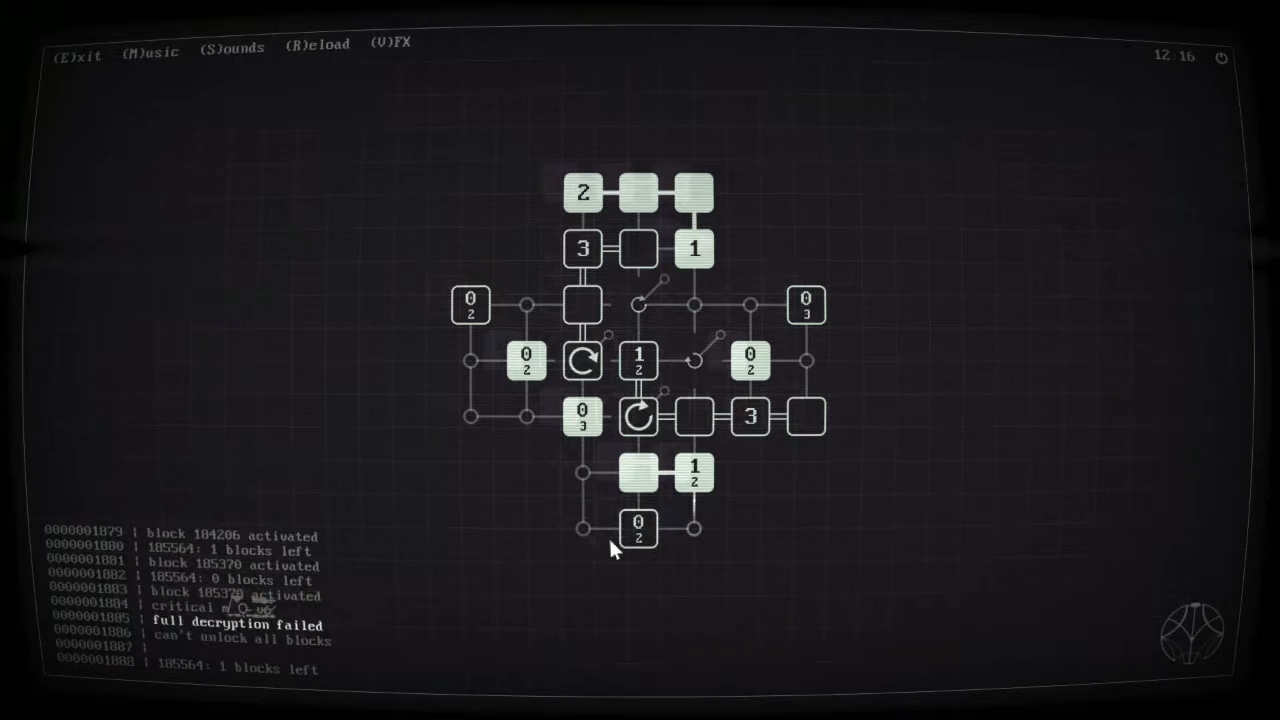 (E)xit (M)usic (S)ounds (R)eload (V)FX
12:16
2
3 1
0 2 0 3
0 2 1 2 0 2
0 3 3
1 2
0 2
0000001879 | block 184206 activated
0000001880 | 185564: 1 blocks left
0000001881 | block 185370 activated
0000001882 | 185564: 0 blocks left
0000001883 | block 185370 activated
0000001884 | critical
0000001885 | full decryption failed
0000001886 | can't unlock all blocks
0000001887 |
0000001888 | 185564: 1 blocks left